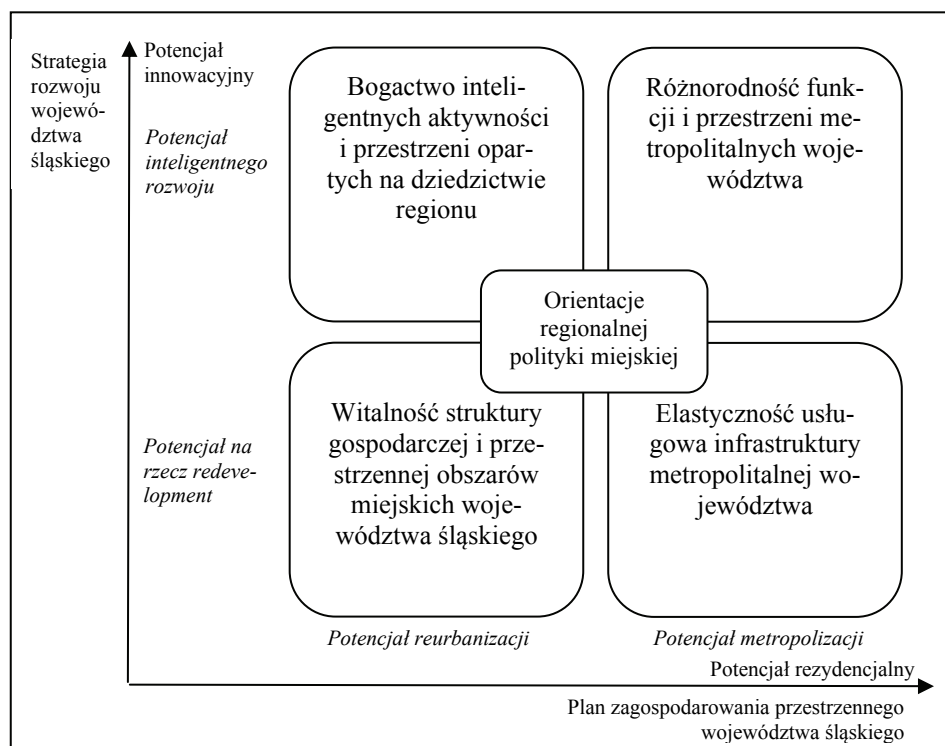 Strategia
rozwoju
wojewó-
dztwa
śląskiego
Potencjał
innowacyjny
Potencjał
inteligentnego
rozwoju
Bogactwo inteli-
gentnych aktywności
i przestrzeni opar-
tych na dziedzictwie
regionu
Różnorodność funk-
cji i przestrzeni me-
tropolitalnych woje-
wództwa
Orientacje
regionalnej
polityki miejskiej
Potencjał na
rzecz redeve-
lopment
Witalność struktury
gospodarczej i prze-
strzennej obszarów
miejskich woje-
wództwa śląskiego
Elastyczność usłu-
gowa infrastruktury
metropolitalnej wo-
jewództwa
Potencjał reurbanizacji
Potencjał metropolizacji
Potencjał rezydencjalny
Plan zagospodarowania przestrzennego
województwa śląskiego